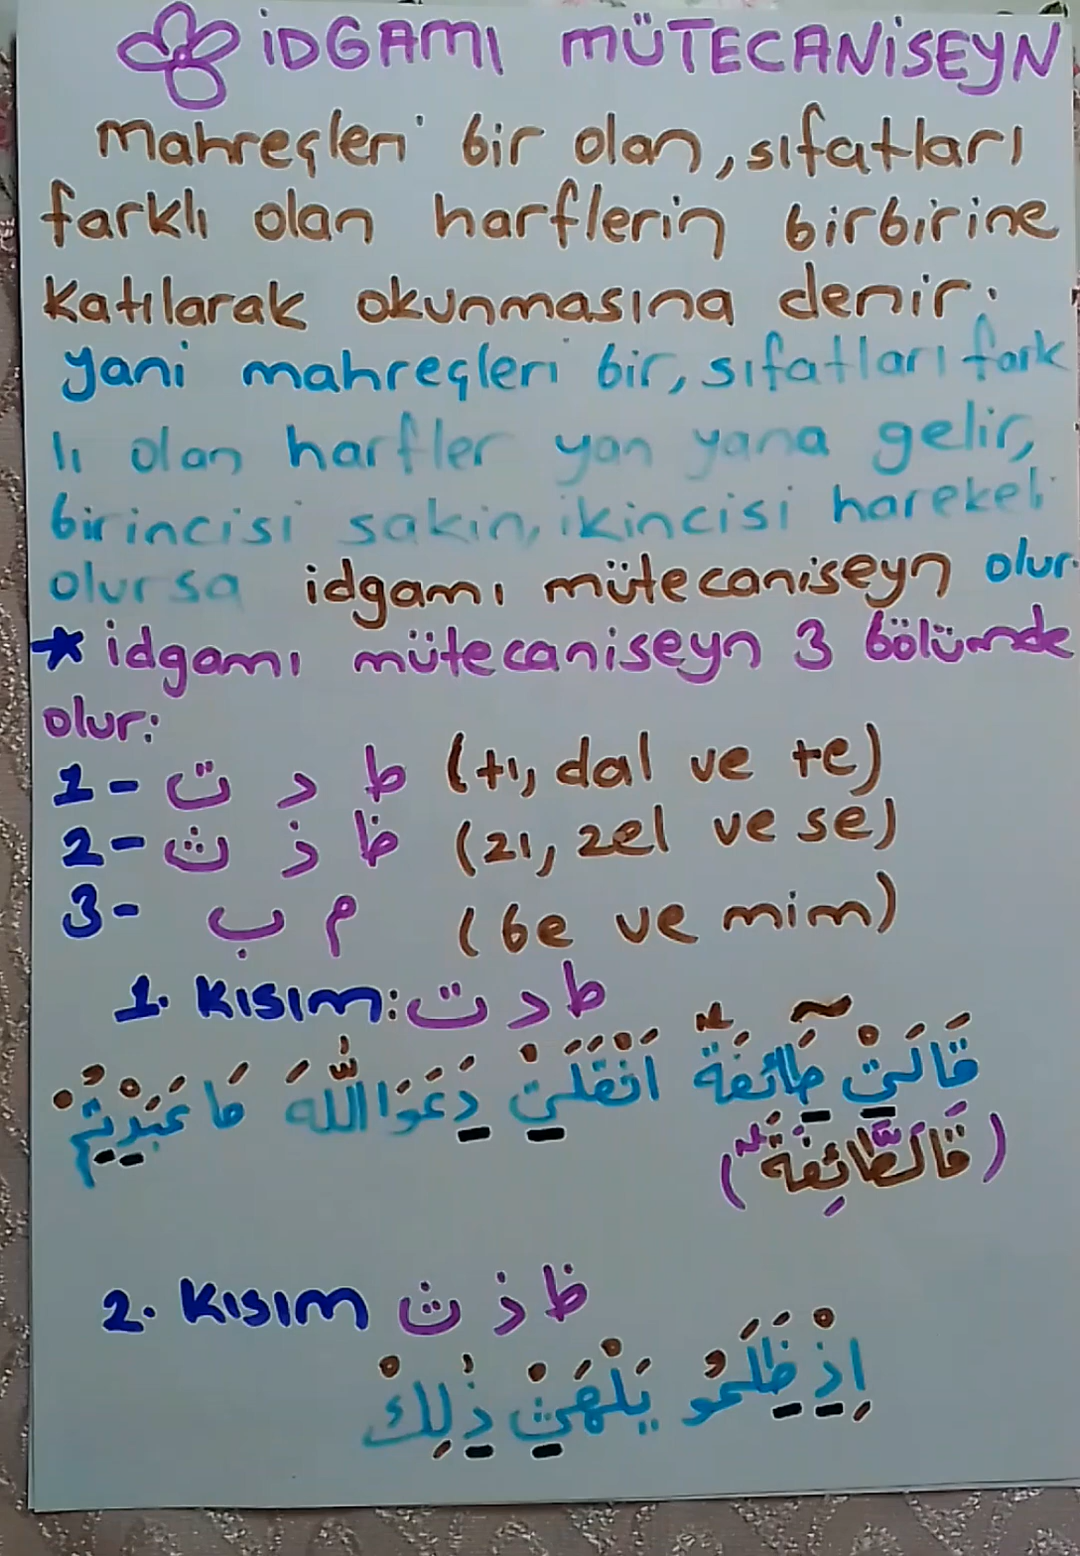 İDGAMI MÜTECANİSEYN
Mahreçleri bir olan, sıfatları
farklı olan harflerin birbirine
katılarak okunmasına denir.
yani mahreçleri bir, sıfatları fark
lı olan harfler yan yana gelir,
birincisi sakin, ikincisi harekeli
olursa idgamı mütecaniseyn olur.
* idgamı mütecaniseyn 3 bölümde
olur:
1- ط د ت (tı, dal ve te)
2- ظ ذ ث (zı, zel ve se)
3- م ب (be ve mim)
1. Kısım: ط د ت
قَالَتْ طَٓائِفَةٌ اَثْقَلَتْ دَعَوَا اللّٰهَ مَا عَبَدْتُمْ
(قَالَطَّائِفَةٌ)
2. Kısım ظ ذ ث
اِذْ ظَلَمُو يَلْهَثْ ذٰلِكْ